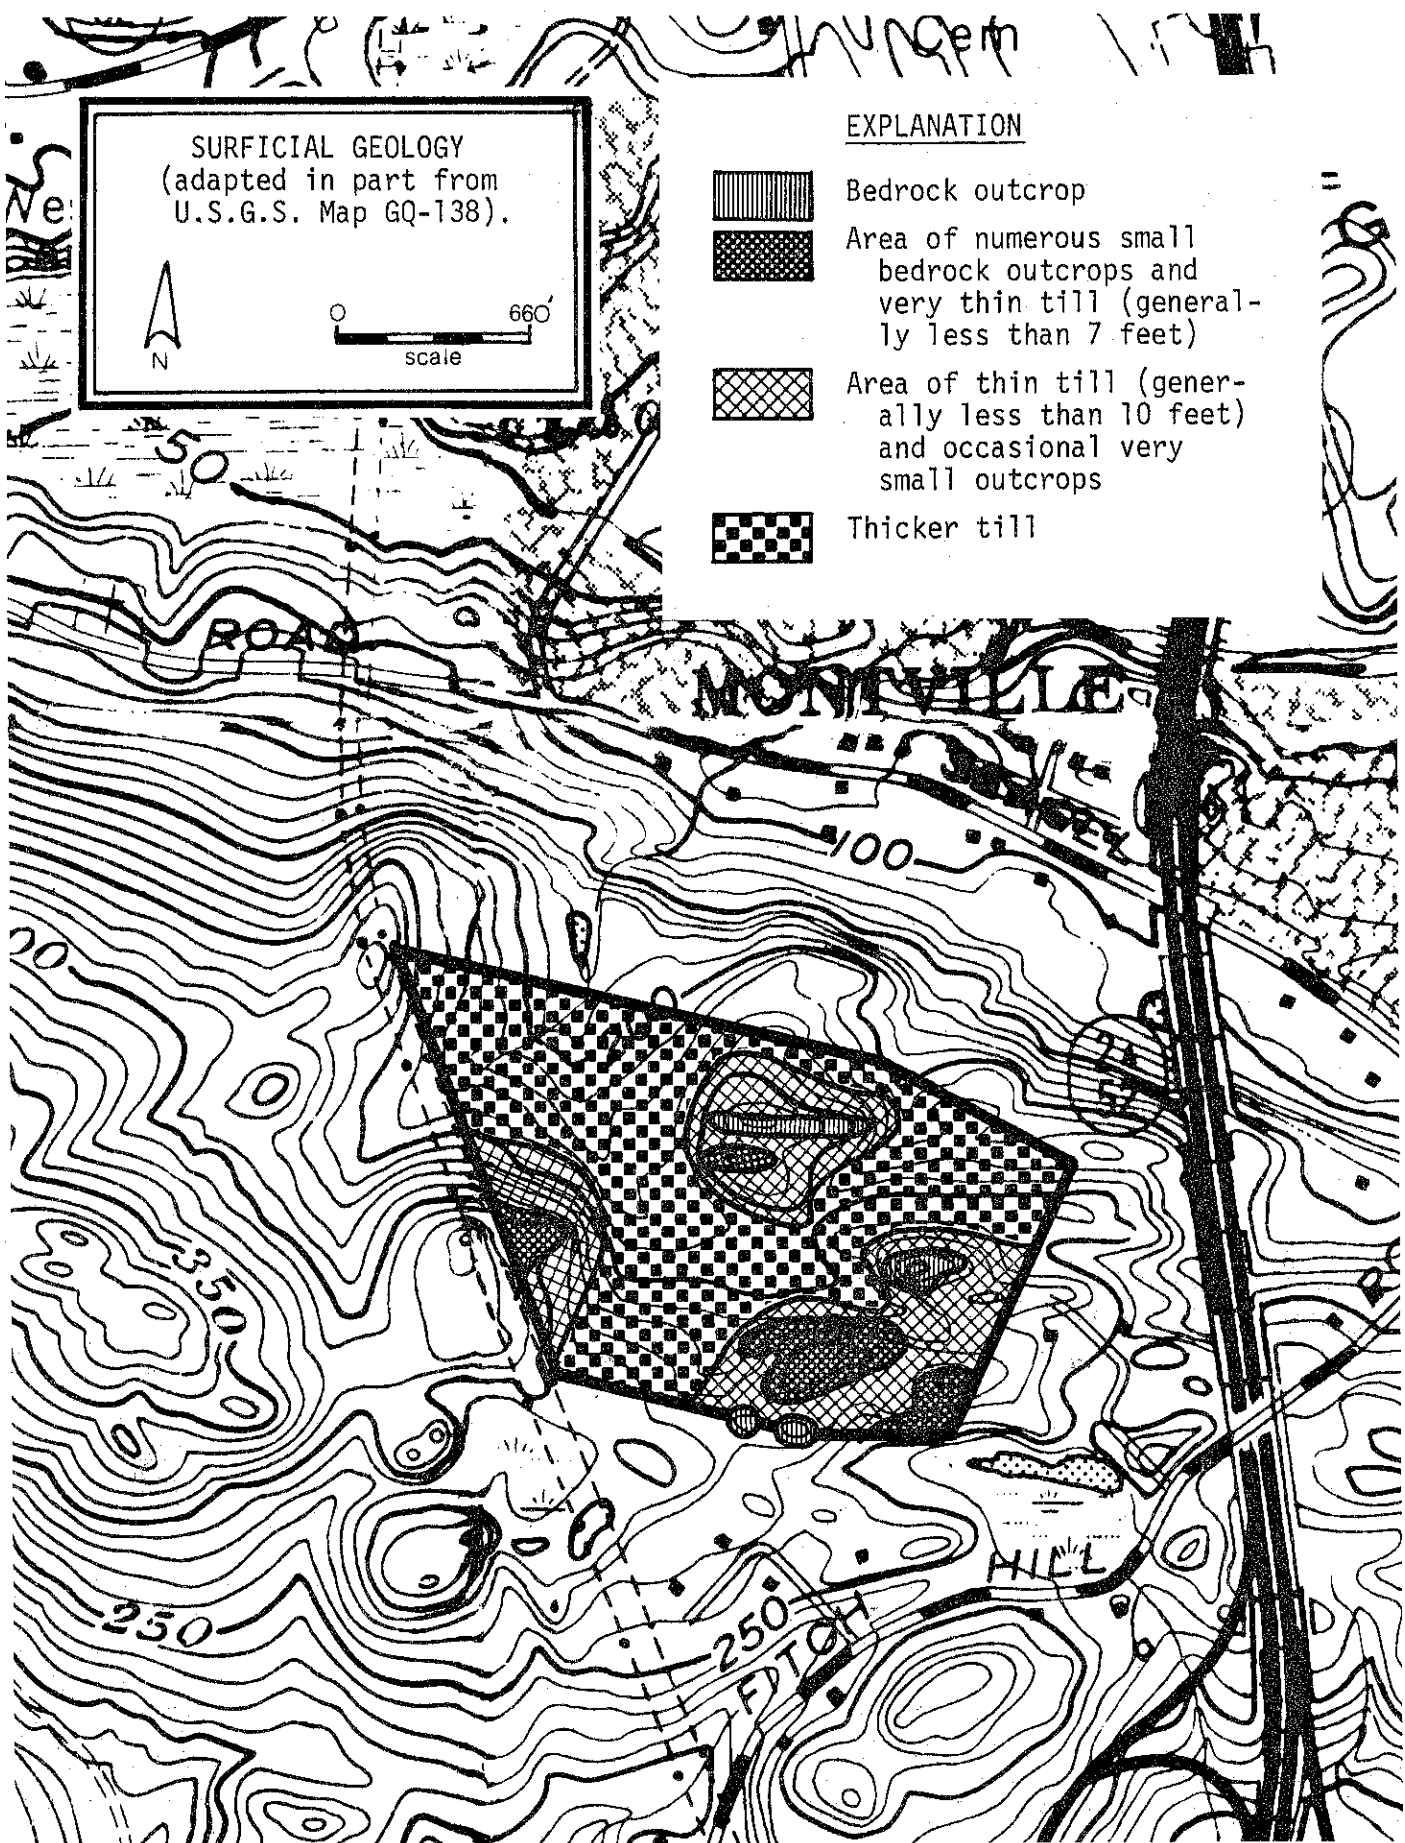 Cem
SURFICIAL GEOLOGY
(adapted in part from
U.S.G.S. Map GQ-138).
N
0 660'
scale
EXPLANATION
Bedrock outcrop
Area of numerous small
bedrock outcrops and
very thin till (general-
ly less than 7 feet)
Area of thin till (gener-
ally less than 10 feet)
and occasional very
small outcrops
Thicker till
G
50
ROAD
MONTVILLE
100
00
2A
52
350
HILL
250
250
FITCH